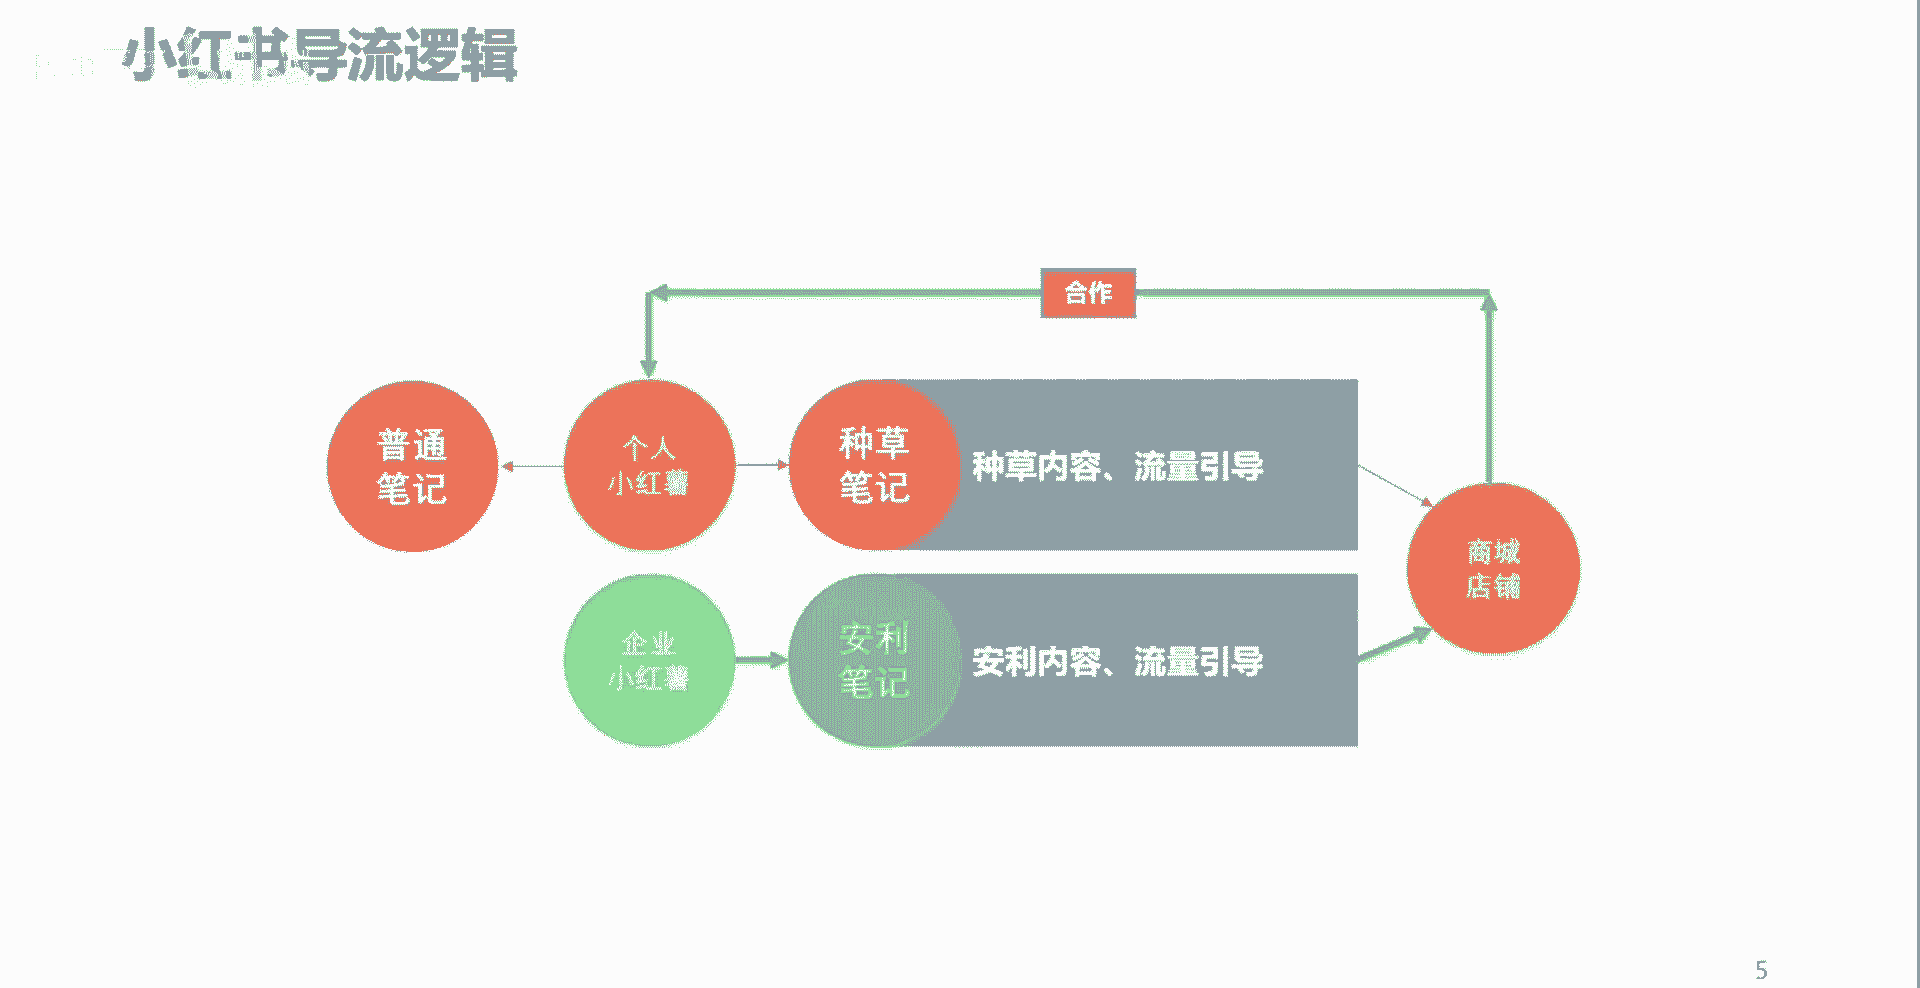 小红书导流逻辑
合作
普通
笔记
个人
小红薯
种草
笔记
种草内容、流量引导
商城
店铺
企业
小红薯
安利
笔记
安利内容、流量引导
5